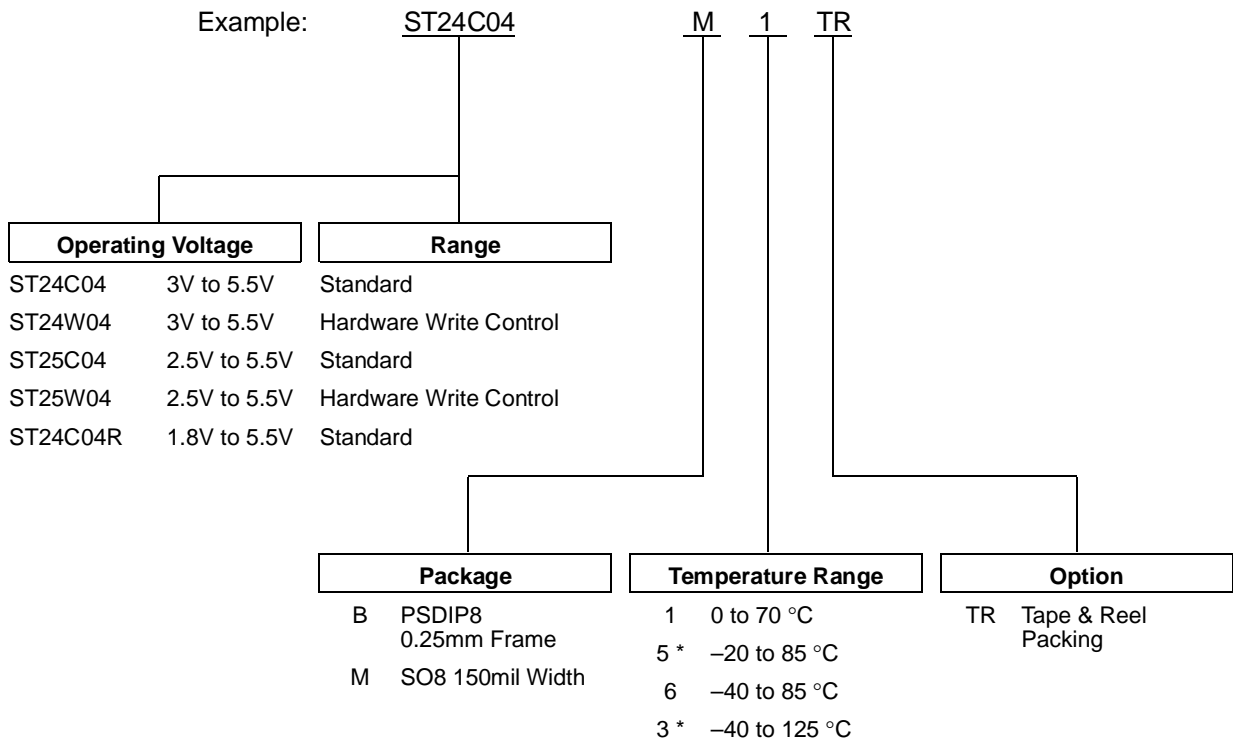 Example: ST24C04 M 1 TR
Operating Voltage Range
ST24C04 3V to 5.5V Standard
ST24W04 3V to 5.5V Hardware Write Control
ST25C04 2.5V to 5.5V Standard
ST25W04 2.5V to 5.5V Hardware Write Control
ST24C04R 1.8V to 5.5V Standard
Package
B PSDIP8
0.25mm Frame
M SO8 150mil Width
Temperature Range
1 0 to 70 °C
5 * –20 to 85 °C
6 –40 to 85 °C
3 * –40 to 125 °C
Option
TR Tape & Reel
Packing